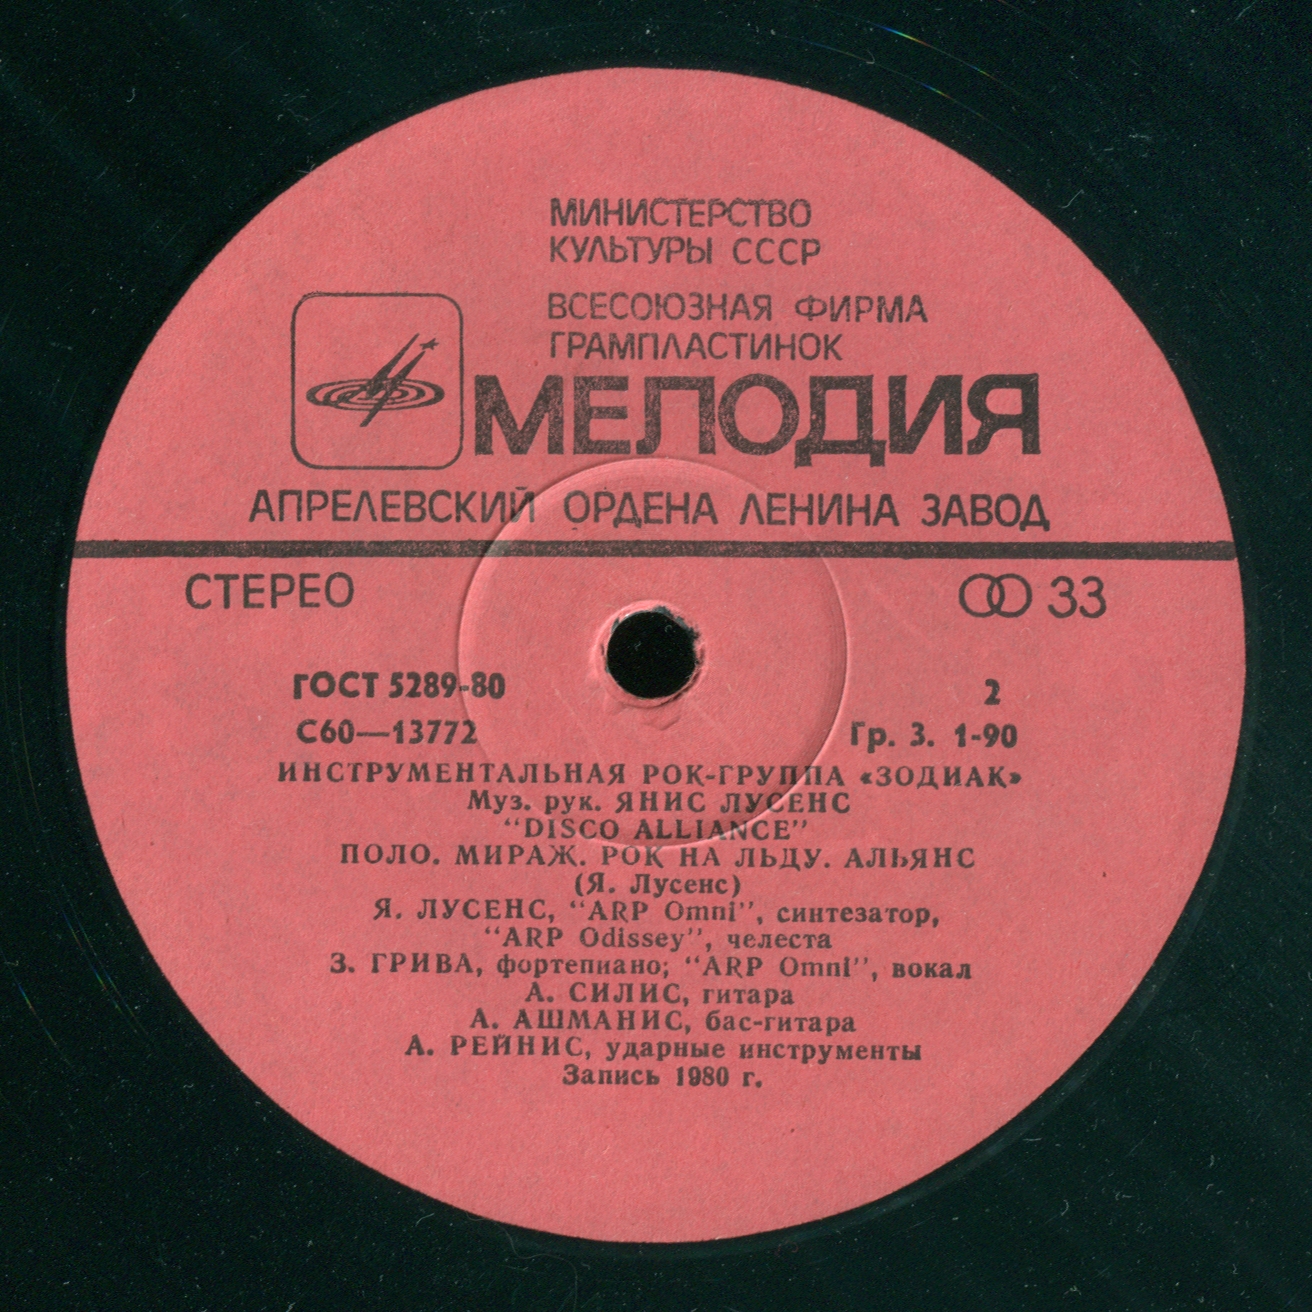 МИНИСТЕРСТВО
КУЛЬТУРЫ СССР
ВСЕСОЮЗНАЯ ФИРМА
ГРАМПЛАСТИНОК
МЕЛОДИЯ
АПРЕЛЕВСКИЙ ОРДЕНА ЛЕНИНА ЗАВОД
СТЕРЕО 33
ГОСТ 5289-80 2
С60—13772 Гр. 3. 1-90
ИНСТРУМЕНТАЛЬНАЯ РОК-ГРУППА «ЗОДИАК»
Муз. рук. ЯНИС ЛУСЕНС
“DISCO ALLIANCE”
ПОЛО. МИРАЖ. РОК НА ЛЬДУ. АЛЬЯНС
(Я. Лусенс)
Я. ЛУСЕНС, “ARP Omni”, синтезатор,
“ARP Odissey”, челеста
З. ГРИВА, фортепиано; “ARP Omni”, вокал
А. СИЛИС, гитара
А. АШМАНИС, бас-гитара
А. РЕЙНИС, ударные инструменты
Запись 1980 г.